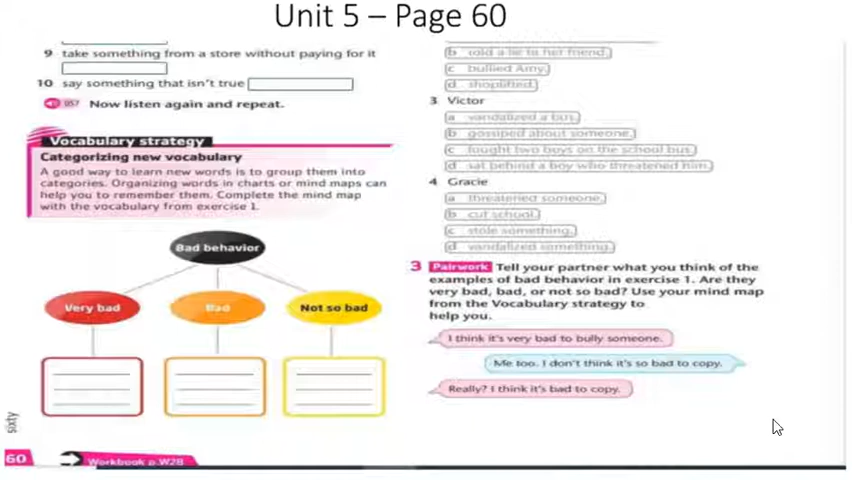 Unit 5 – Page 60
9 take something from a store without paying for it
10 say something that isn't true
057 Now listen again and repeat.
Vocabulary strategy
Categorizing new vocabulary
A good way to learn new words is to group them into
categories. Organizing words in charts or mind maps can
help you to remember them. Complete the mind map
with the vocabulary from exercise 1.
Bad behavior
Very bad
Bad
Not so bad
sixty
60
Workbook p.W28
b told a lie to her friend.
c bullied Amy.
d shoplifted.
3 Victor
a vandalized a bus.
b gossiped about someone.
c fought two boys on the school bus.
d sat behind a boy who threatened him.
4 Gracie
a threatened someone.
b cut school.
c stole something.
d vandalized something.
3 Pairwork Tell your partner what you think of the
examples of bad behavior in exercise 1. Are they
very bad, bad, or not so bad? Use your mind map
from the Vocabulary strategy to
help you.
I think it's very bad to bully someone.
Me too. I don't think it's so bad to copy.
Really? I think it's bad to copy.